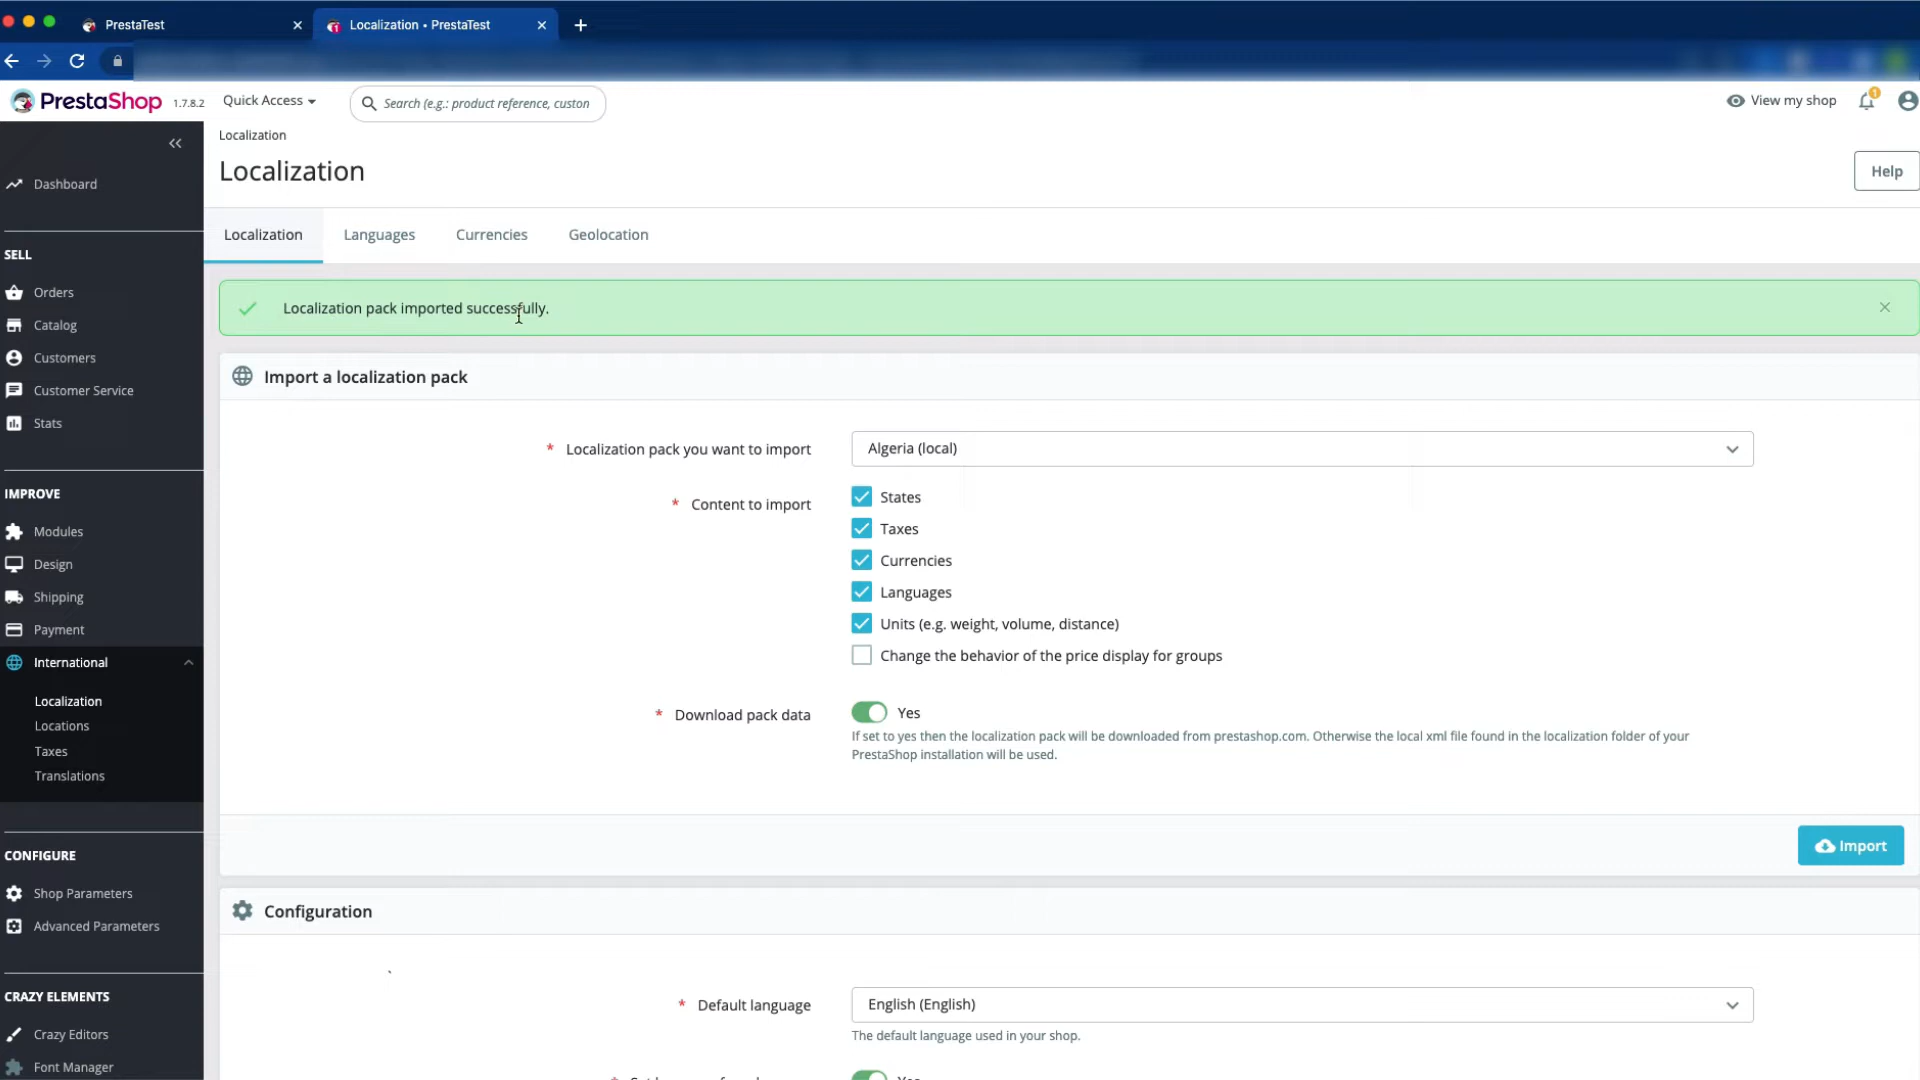 PrestaTest
Localization • PrestaTest
PrestaShop 1.7.8.2 Quick Access Search (e.g.: product reference, custon View my shop 1
Localization
Localization
Help
Localization Languages Currencies Geolocation
Localization pack imported successfully.
Import a localization pack
* Localization pack you want to import Algeria (local)
* Content to import
States
Taxes
Currencies
Languages
Units (e.g. weight, volume, distance)
Change the behavior of the price display for groups
* Download pack data Yes
If set to yes then the localization pack will be downloaded from prestashop.com. Otherwise the local xml file found in the localization folder of your
PrestaShop installation will be used.
Import
Configuration
* Default language English (English)
The default language used in your shop.
Dashboard
SELL
Orders
Catalog
Customers
Customer Service
Stats
IMPROVE
Modules
Design
Shipping
Payment
International
Localization
Locations
Taxes
Translations
CONFIGURE
Shop Parameters
Advanced Parameters
CRAZY ELEMENTS
Crazy Editors
Font Manager